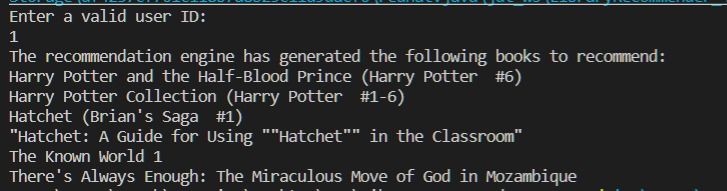 Enter a valid user ID:
1
The recommendation engine has generated the following books to recommend:
Harry Potter and the Half-Blood Prince (Harry Potter  #6)
Harry Potter Collection (Harry Potter  #1-6)
Hatchet (Brian's Saga  #1)
"Hatchet: A Guide for Using ""Hatchet"" in the Classroom"
The Known World 1
There's Always Enough: The Miraculous Move of God in Mozambique